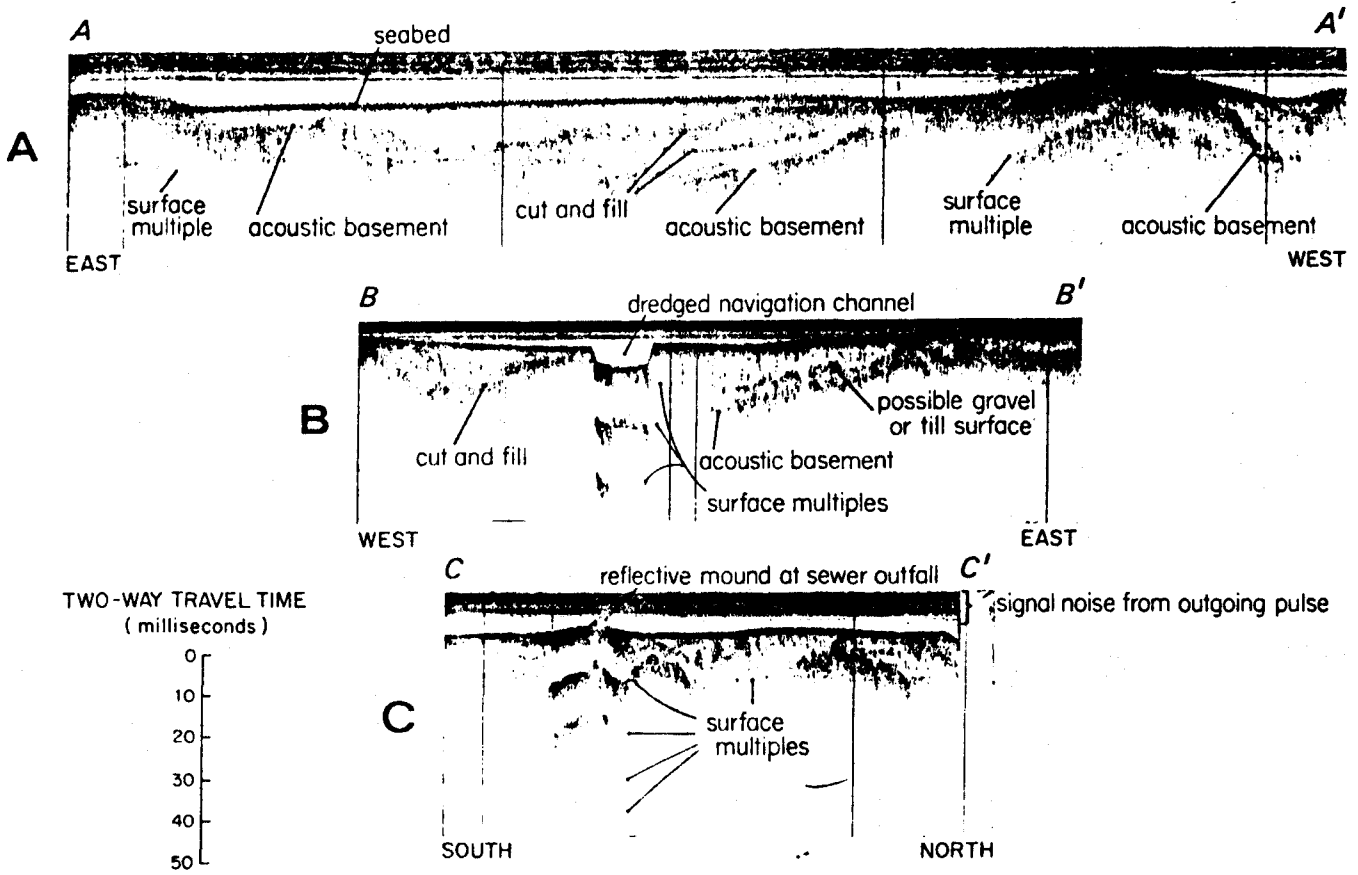 A
A'
seabed
A
surface
multiple
acoustic basement
cut and fill
acoustic basement
surface
multiple
acoustic basement
EAST
WEST
B
B'
dredged navigation channel
B
possible gravel
or till surface
cut and fill
acoustic basement
surface multiples
WEST
EAST
C
C'
reflective mound at sewer outfall
signal noise from outgoing pulse
TWO-WAY TRAVEL TIME
(milliseconds)
0
10
20
30
40
50
C
surface
multiples
SOUTH
NORTH